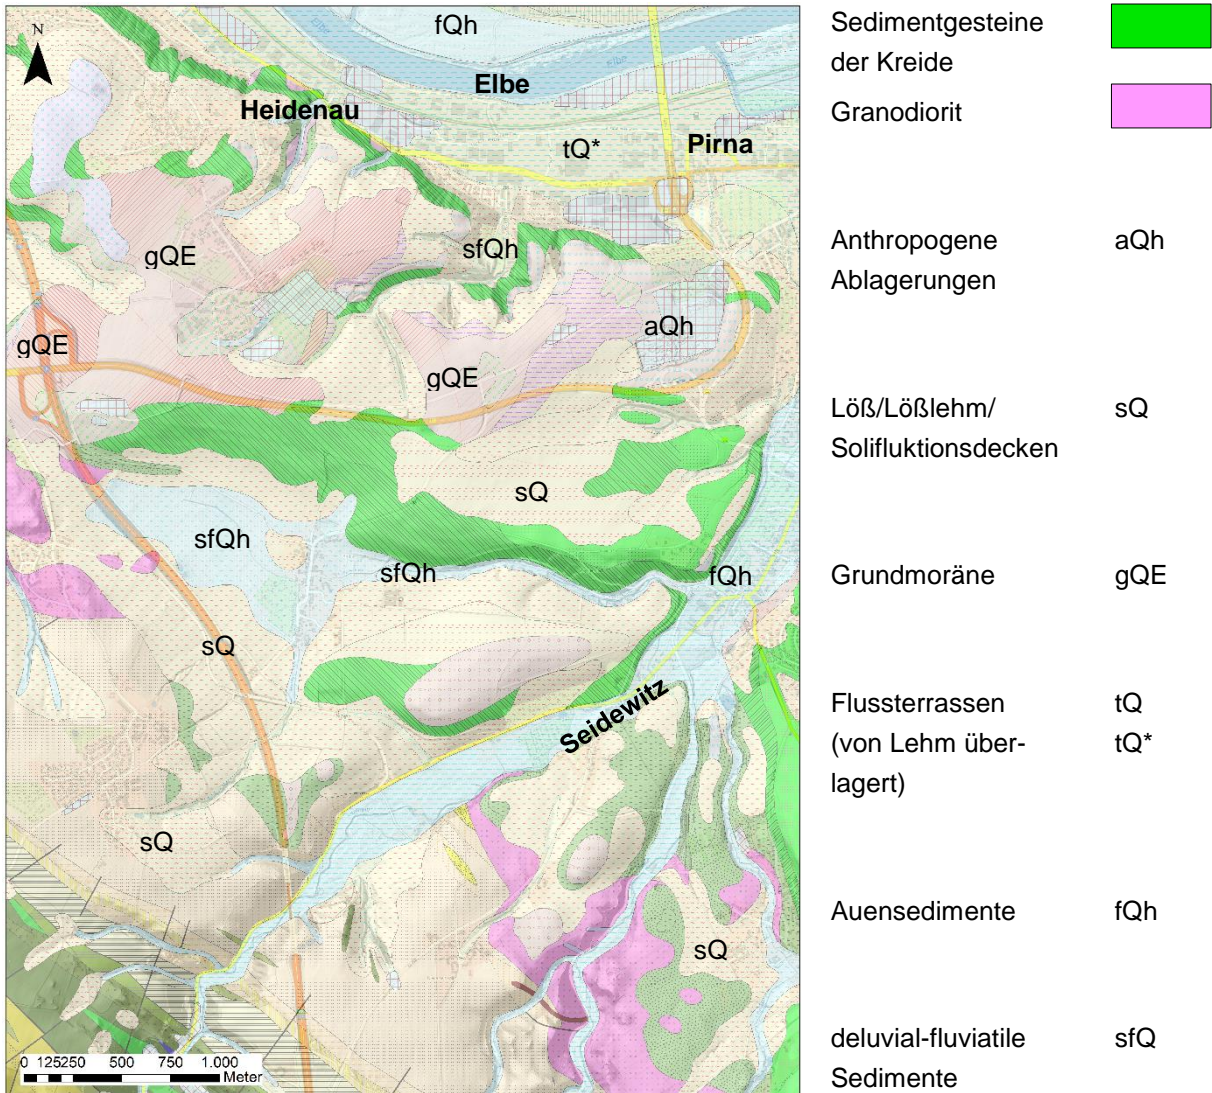 N
fQh
Elbe
Heidenau
tQ*
Pirna
sfQh
gQE
aQh
gQE
gQE
sQ
sfQh
sfQh
fQh
sQ
Seidewitz
sQ
sQ
0 125250 500 750 1.000
Meter
Sedimentgesteine
der Kreide
Granodiorit
Anthropogene aQh
Ablagerungen
Löß/Lößlehm/ sQ
Solifluktionsdecken
Grundmoräne gQE
Flussterrassen tQ
(von Lehm über- tQ*
lagert)
Auensedimente fQh
deluvial-fluviatile sfQ
Sedimente